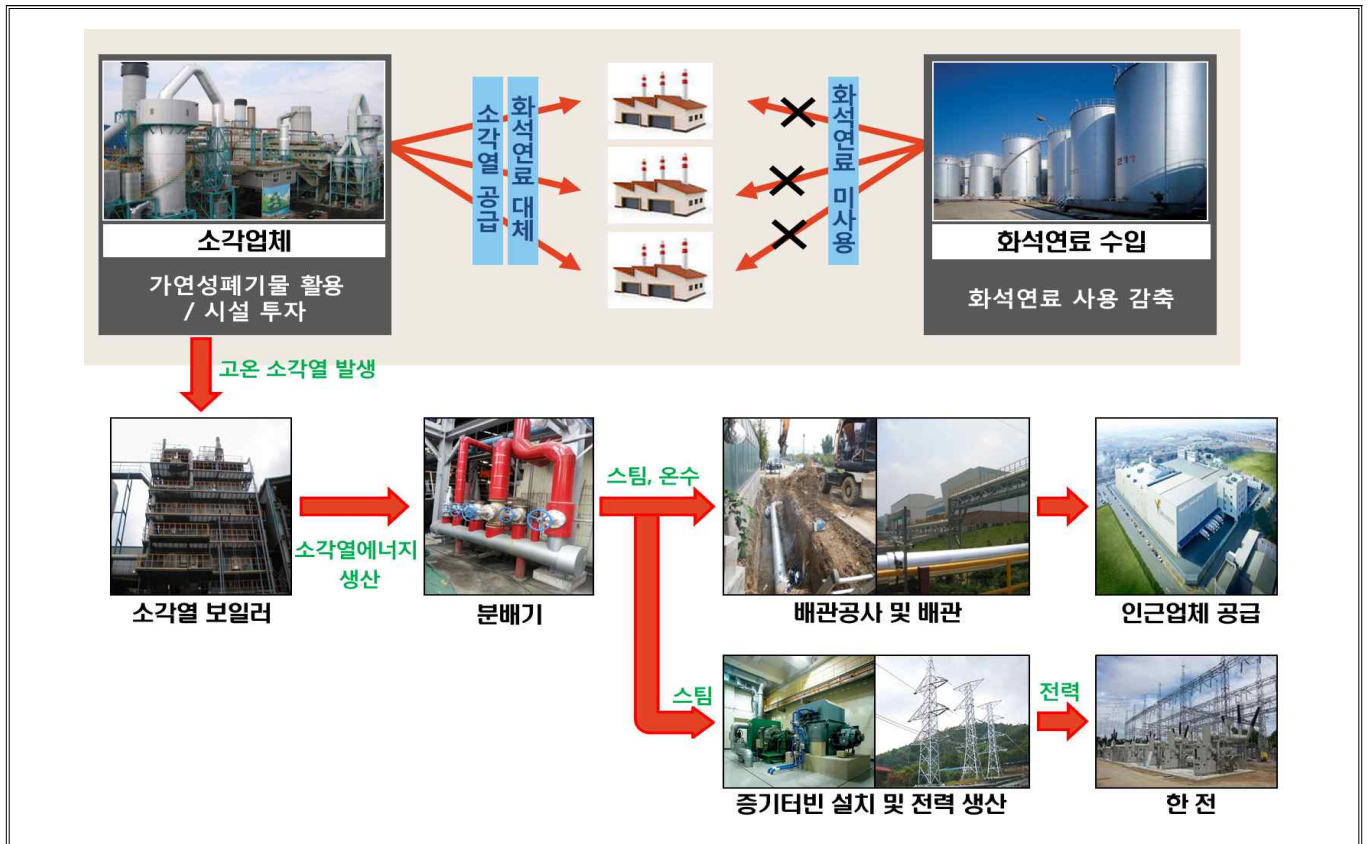 소각열 공급
화석연료 대체
화석연료 미사용
소각업체
가연성폐기물 활용
/ 시설 투자
화석연료 수입
화석연료 사용 감축
고온 소각열 발생
소각열에너지
생산
스팀, 온수
소각열 보일러
분배기
배관공사 및 배관
인근업체 공급
스팀
전력
증기터빈 설치 및 전력 생산
한 전